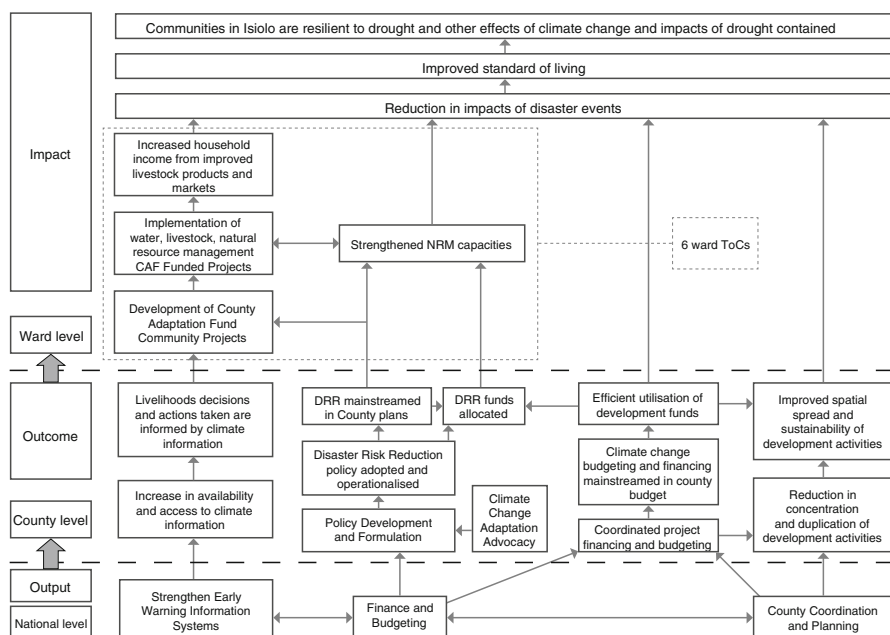 Communities in Isiolo are resilient to drought and other effects of climate change and impacts of drought contained
Improved standard of living
Reduction in impacts of disaster events
Impact
Increased household
income from improved
livestock products and
markets
Implementation of
water, livestock, natural
resource management
CAF Funded Projects
Strengthened NRM capacities
6 ward ToCs
Development of County
Adaptation Fund
Community Projects
Ward level
Outcome
Livelihoods decisions
and actions taken are
informed by climate
information
DRR mainstreamed
in County plans
DRR funds
allocated
Efficient utilisation of
development funds
Improved spatial
spread and
sustainability of
development activities
Disaster Risk Reduction
policy adopted and
operationalised
Climate change
budgeting and financing
mainstreamed in county
budget
County level
Increase in availability
and access to climate
information
Policy Development
and Formulation
Climate
Change
Adaptation
Advocacy
Coordinated project
financing and budgeting
Reduction in
concentration
and duplication of
development activities
Output
National level
Strengthen Early
Warning Information
Systems
Finance and
Budgeting
County Coordination
and Planning